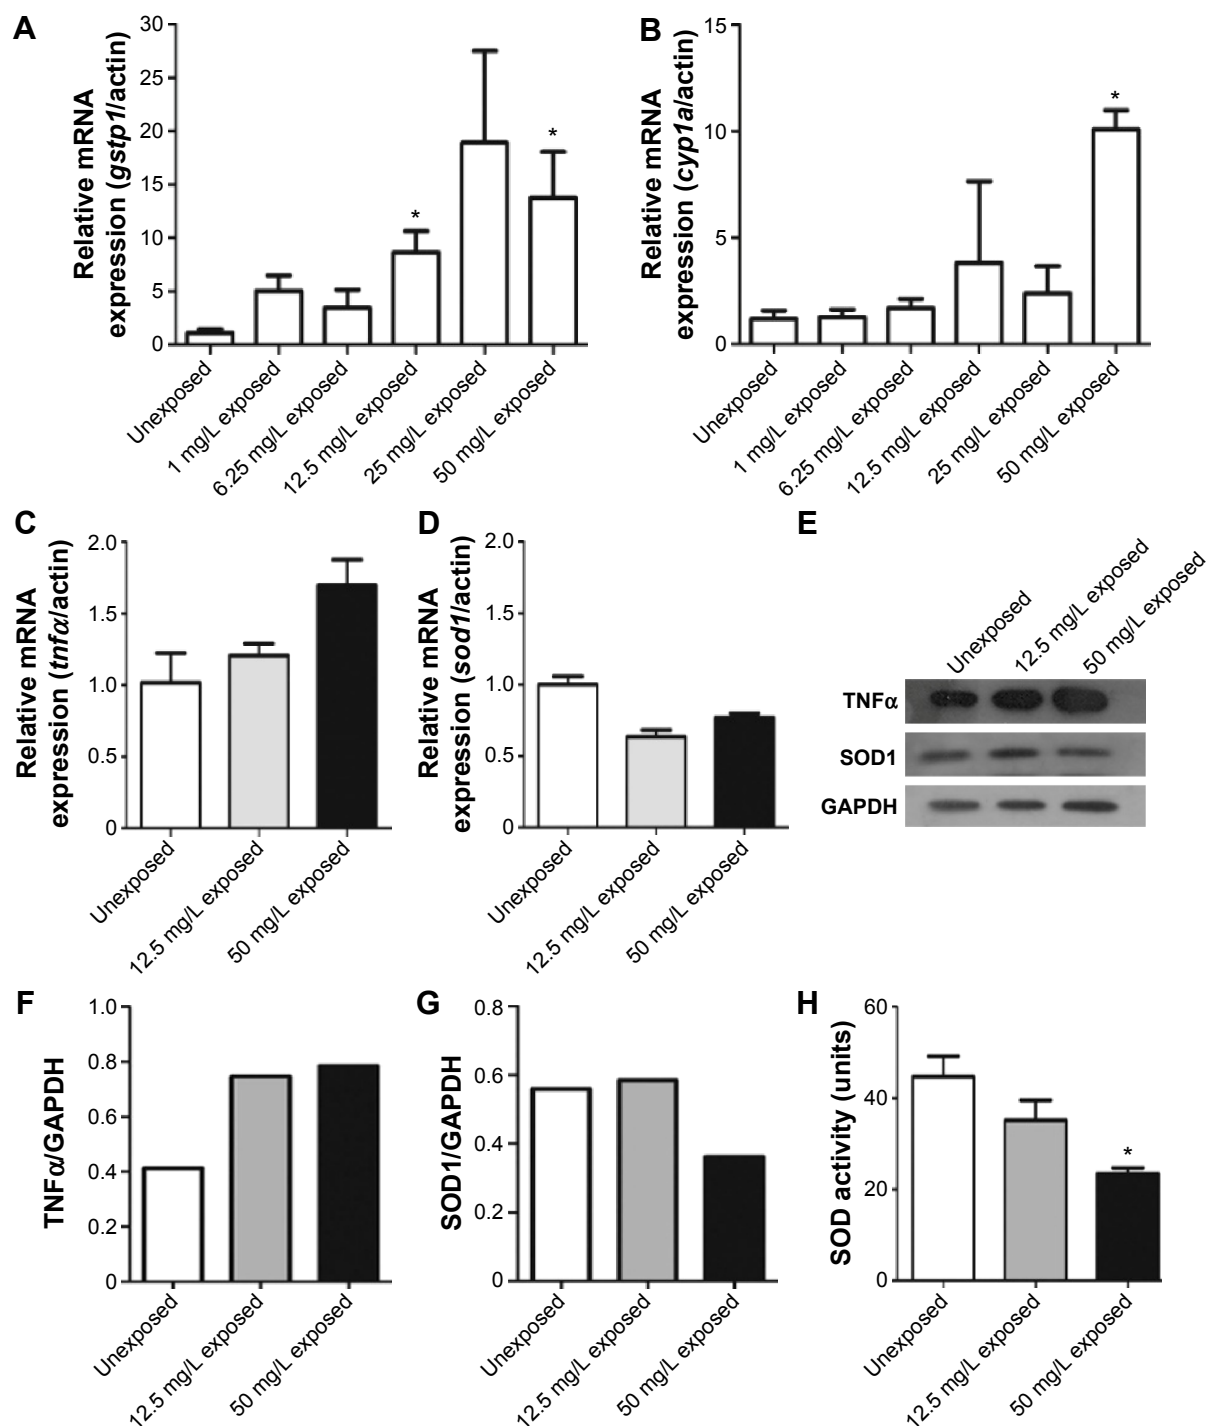 A
Relative mRNA
expression (gstp1/actin)
30
25
20
15
10
5
0
*
*
Unexposed
1 mg/L exposed
6.25 mg/L exposed
12.5 mg/L exposed
25 mg/L exposed
50 mg/L exposed
B
Relative mRNA
expression (cyp1a/actin)
15
10
5
0
*
Unexposed
1 mg/L exposed
6.25 mg/L exposed
12.5 mg/L exposed
25 mg/L exposed
50 mg/L exposed
C
Relative mRNA
expression (tnfα/actin)
2.0
1.5
1.0
0.5
0
Unexposed
12.5 mg/L exposed
50 mg/L exposed
D
Relative mRNA
expression (sod1/actin)
2.0
1.5
1.0
0.5
0
Unexposed
12.5 mg/L exposed
50 mg/L exposed
E
Unexposed
12.5 mg/L exposed
50 mg/L exposed
TNFα
SOD1
GAPDH
F
TNFα/GAPDH
1.0
0.8
0.6
0.4
0.2
0
Unexposed
12.5 mg/L exposed
50 mg/L exposed
G
SOD1/GAPDH
0.8
0.6
0.4
0.2
0
Unexposed
12.5 mg/L exposed
50 mg/L exposed
H
SOD activity (units)
60
40
20
0
*
Unexposed
12.5 mg/L exposed
50 mg/L exposed